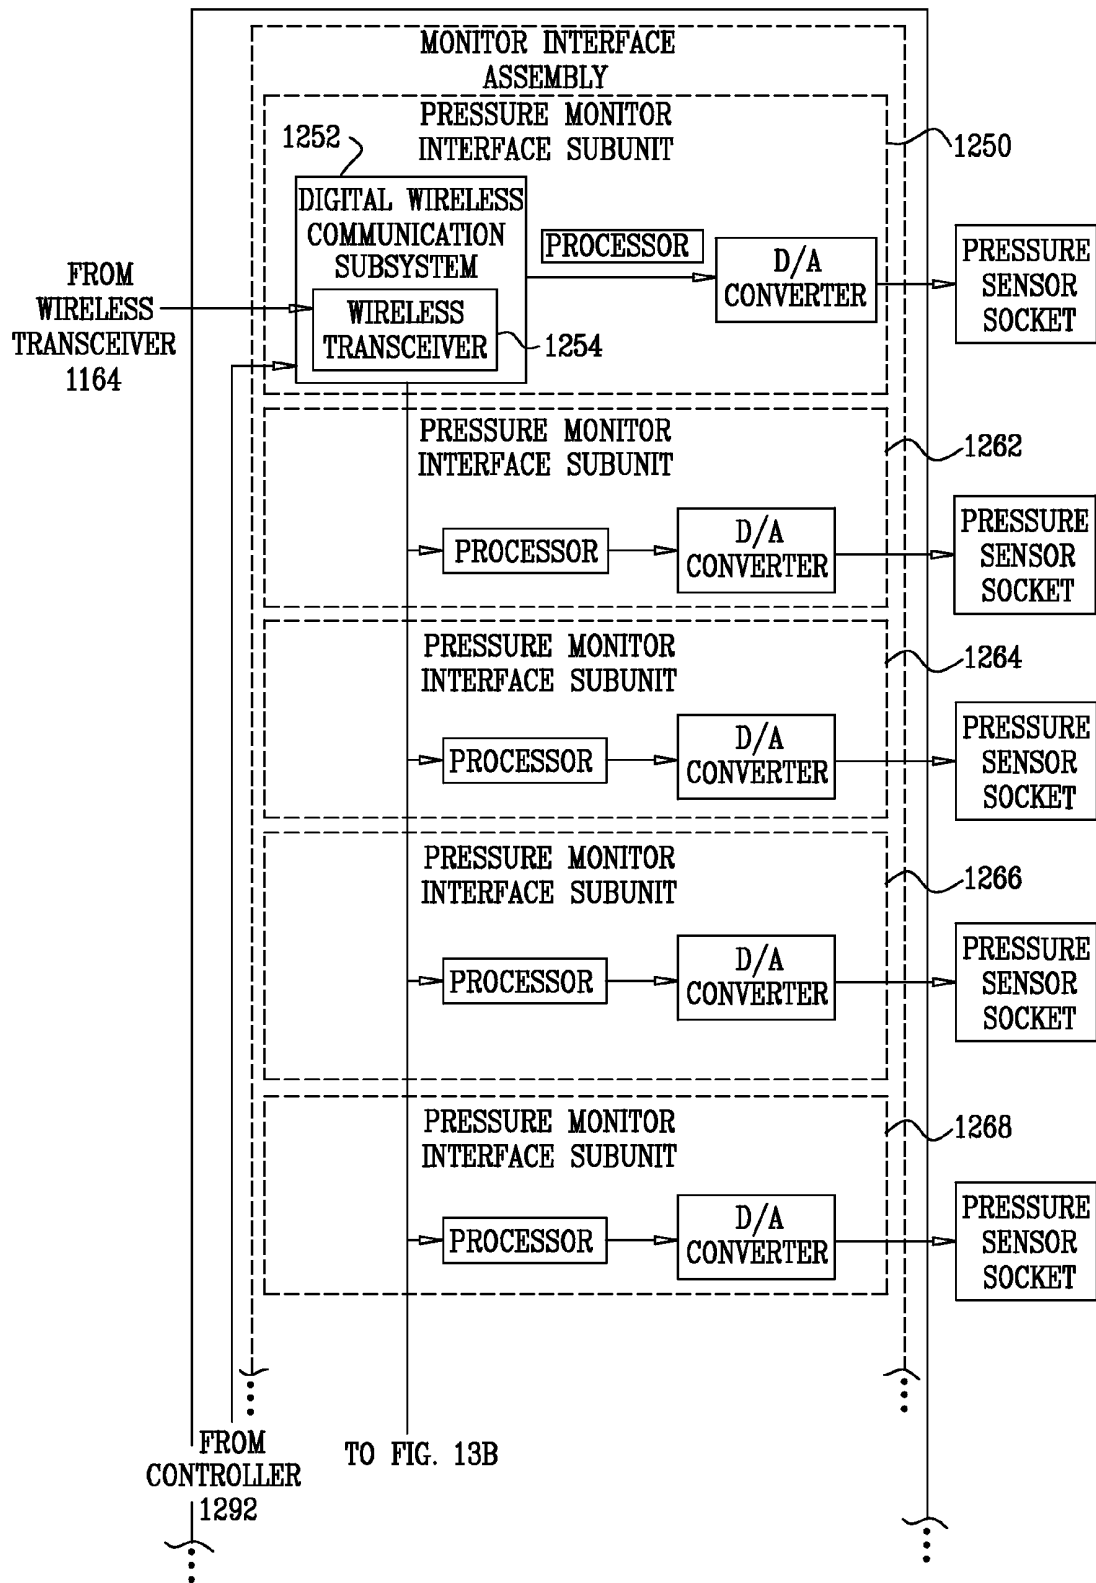 MONITOR INTERFACE
ASSEMBLY
PRESSURE MONITOR
INTERFACE SUBUNIT
1250
1252
DIGITAL WIRELESS
COMMUNICATION
SUBSYSTEM
WIRELESS
TRANSCEIVER
1254
PROCESSOR
D/A
CONVERTER
PRESSURE
SENSOR
SOCKET
FROM
WIRELESS
TRANSCEIVER
1164
PRESSURE MONITOR
INTERFACE SUBUNIT
1262
PROCESSOR
D/A
CONVERTER
PRESSURE
SENSOR
SOCKET
PRESSURE MONITOR
INTERFACE SUBUNIT
1264
PROCESSOR
D/A
CONVERTER
PRESSURE
SENSOR
SOCKET
PRESSURE MONITOR
INTERFACE SUBUNIT
1266
PROCESSOR
D/A
CONVERTER
PRESSURE
SENSOR
SOCKET
PRESSURE MONITOR
INTERFACE SUBUNIT
1268
PROCESSOR
D/A
CONVERTER
PRESSURE
SENSOR
SOCKET
FROM
CONTROLLER
1292
TO FIG. 13B